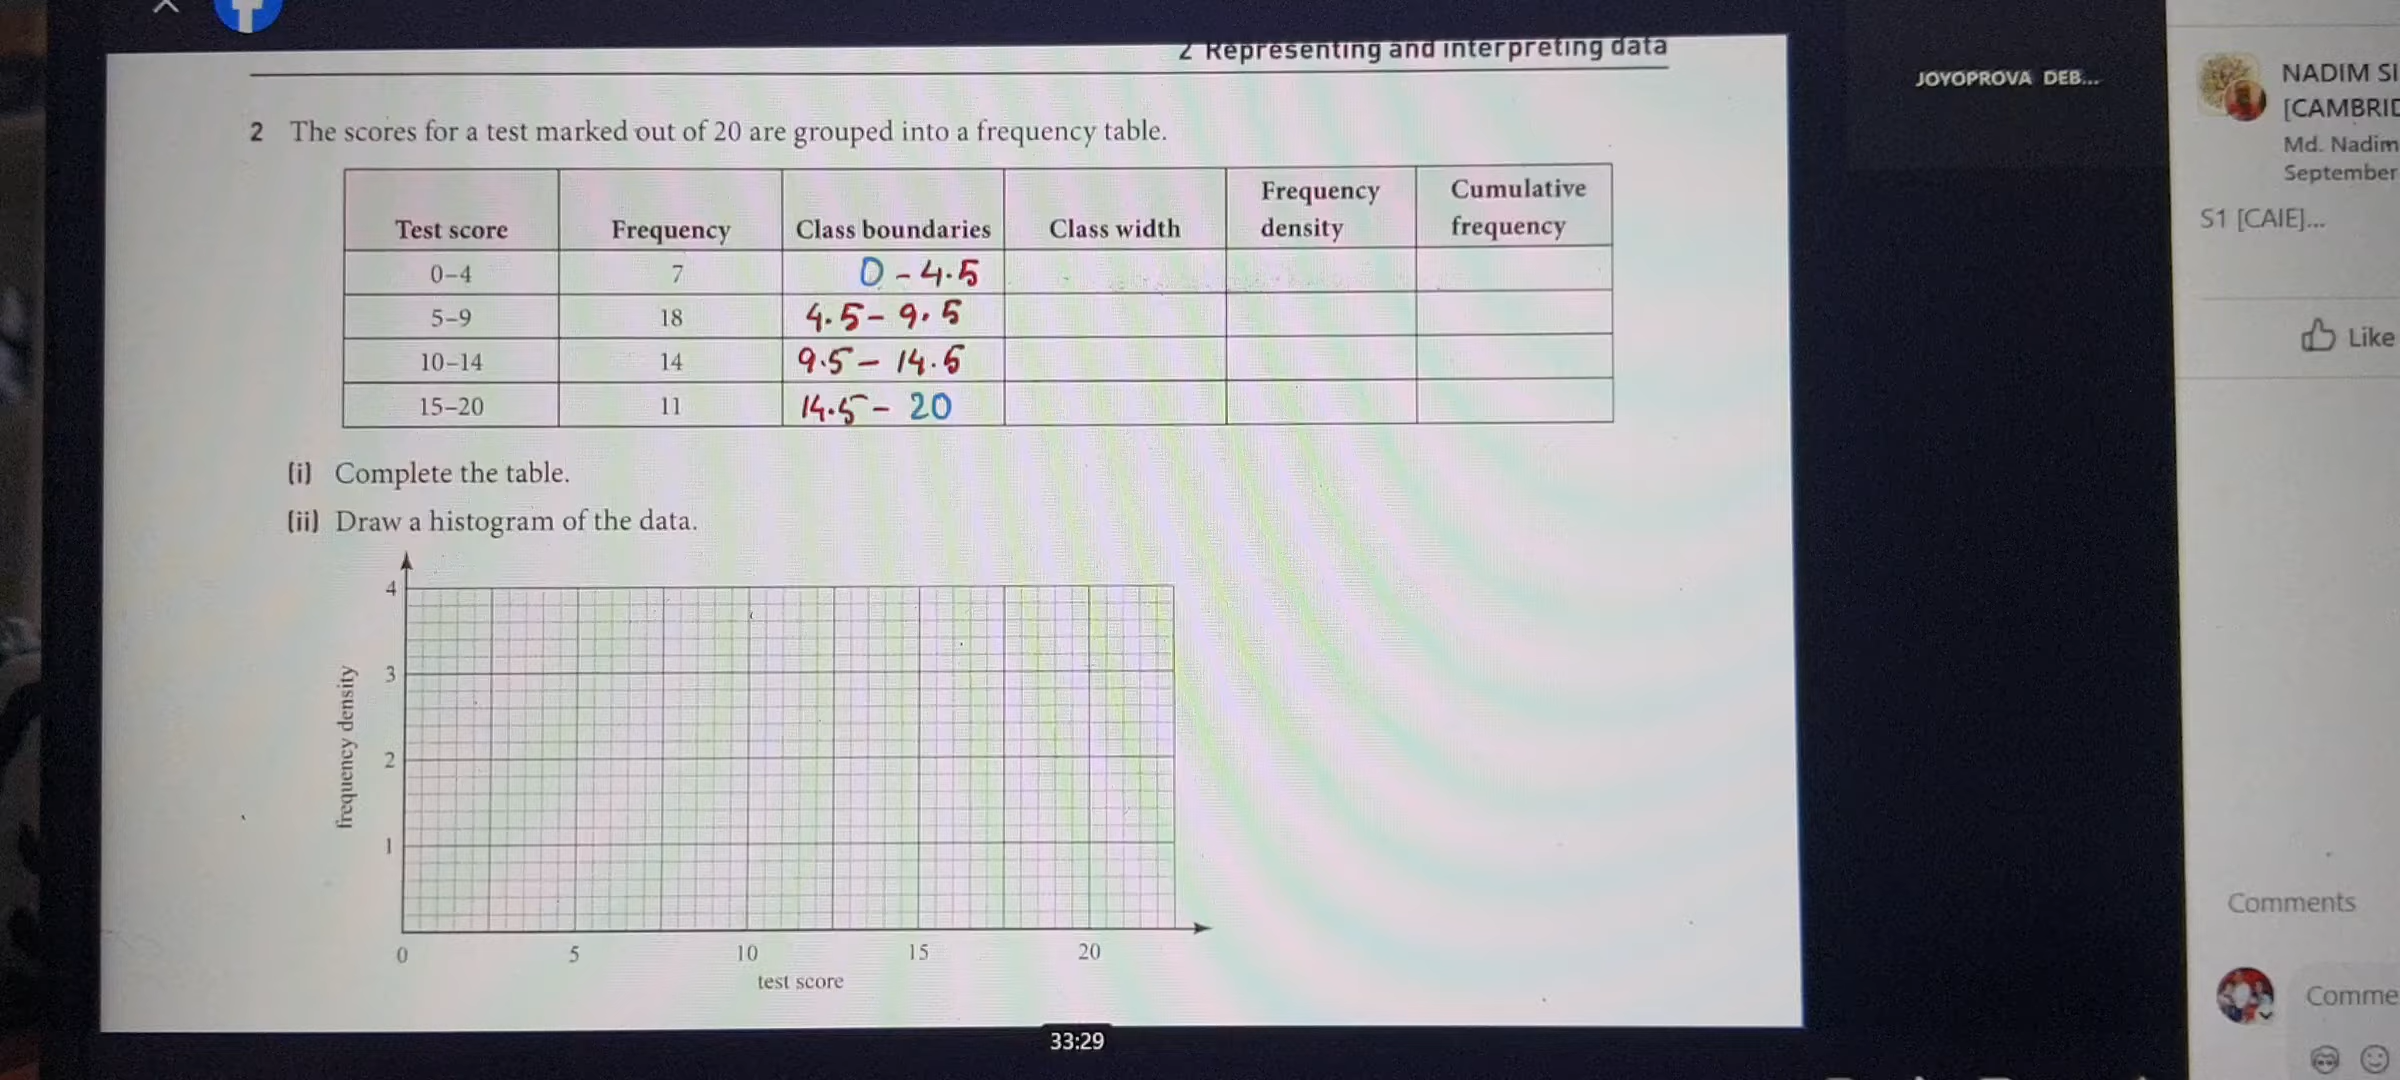 2 Representing and interpreting data
2 The scores for a test marked out of 20 are grouped into a frequency table.
Test score Frequency Class boundaries Class width Frequency density Cumulative frequency
0–4 7 0 - 4.5
5–9 18 4.5 - 9.5
10–14 14 9.5 - 14.5
15–20 11 14.5 - 20
(i) Complete the table.
(ii) Draw a histogram of the data.
4
3
2
1
frequency density
0 5 10 15 20
test score
33:29
JOYOPROVA DEB...
NADIM SI
[CAMBRID
Md. Nadim
September
S1 [CAIE]...
Like
Comments
Comme